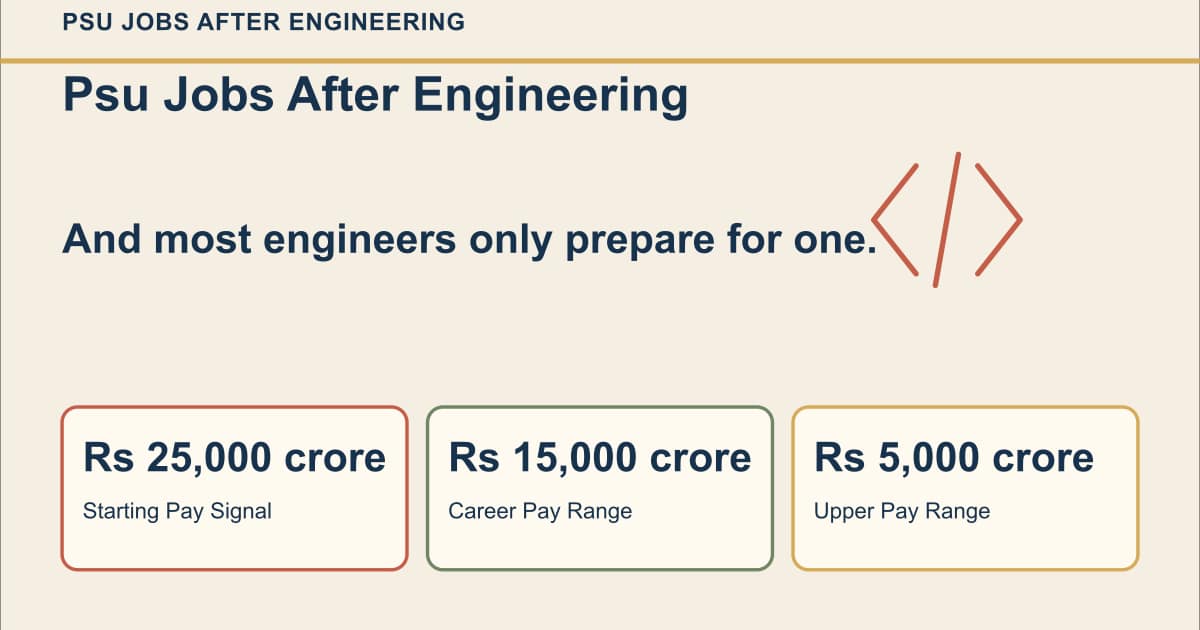 PSU JOBS AFTER ENGINEERING
Psu Jobs After Engineering
And most engineers only prepare for one.
Rs 25,000 crore
Starting Pay Signal
Rs 15,000 crore
Career Pay Range
Rs 5,000 crore
Upper Pay Range